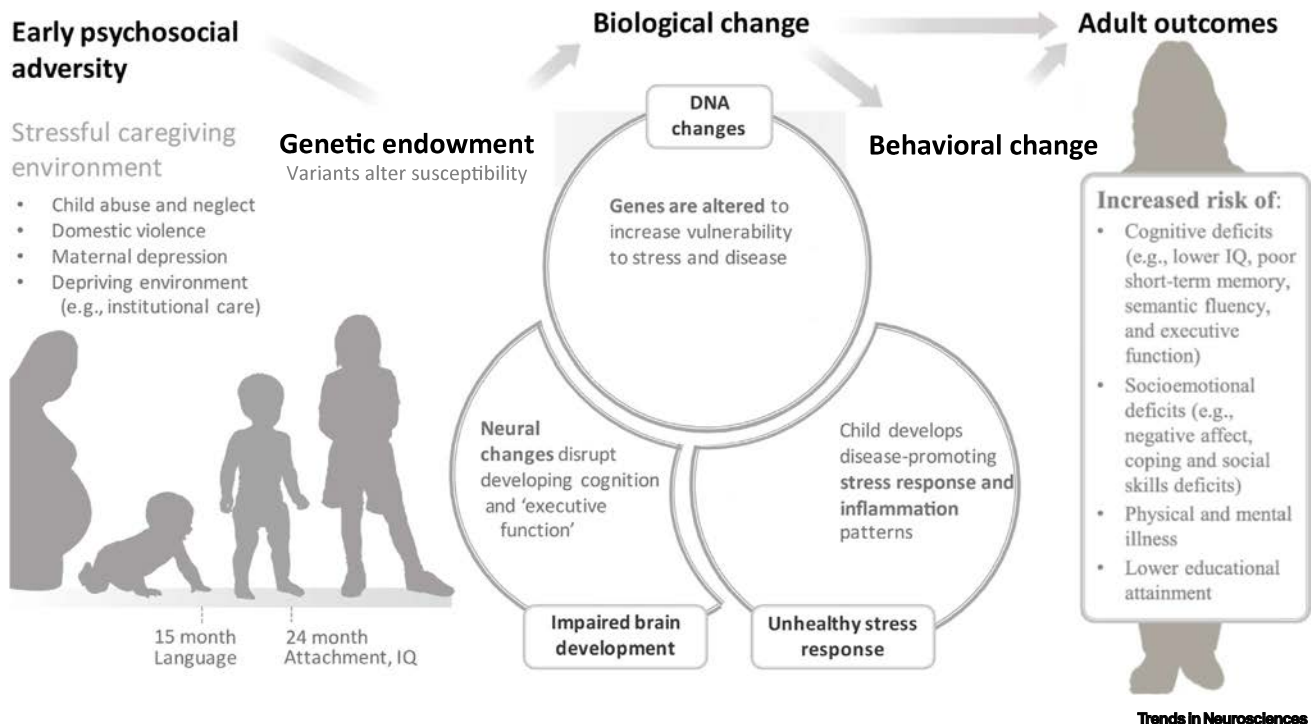 Early psychosocial
adversity
Stressful caregiving
environment
• Child abuse and neglect
• Domestic violence
• Maternal depression
• Depriving environment
(e.g., institutional care)
15 month
Language
24 month
Attachment, IQ
Genetic endowment
Variants alter susceptibility
Biological change
DNA
changes
Genes are altered to
increase vulnerability
to stress and disease
Neural
changes disrupt
developing cognition
and ‘executive
function’
Impaired brain
development
Child develops
disease-promoting
stress response and
inflammation
patterns
Unhealthy stress
response
Behavioral change
Adult outcomes
Increased risk of:
• Cognitive deficits
(e.g., lower IQ, poor
short-term memory,
semantic fluency,
and executive
function)
• Socioemotional
deficits (e.g.,
negative affect,
coping and social
skills deficits)
• Physical and mental
illness
• Lower educational
attainment
Trends in Neurosciences